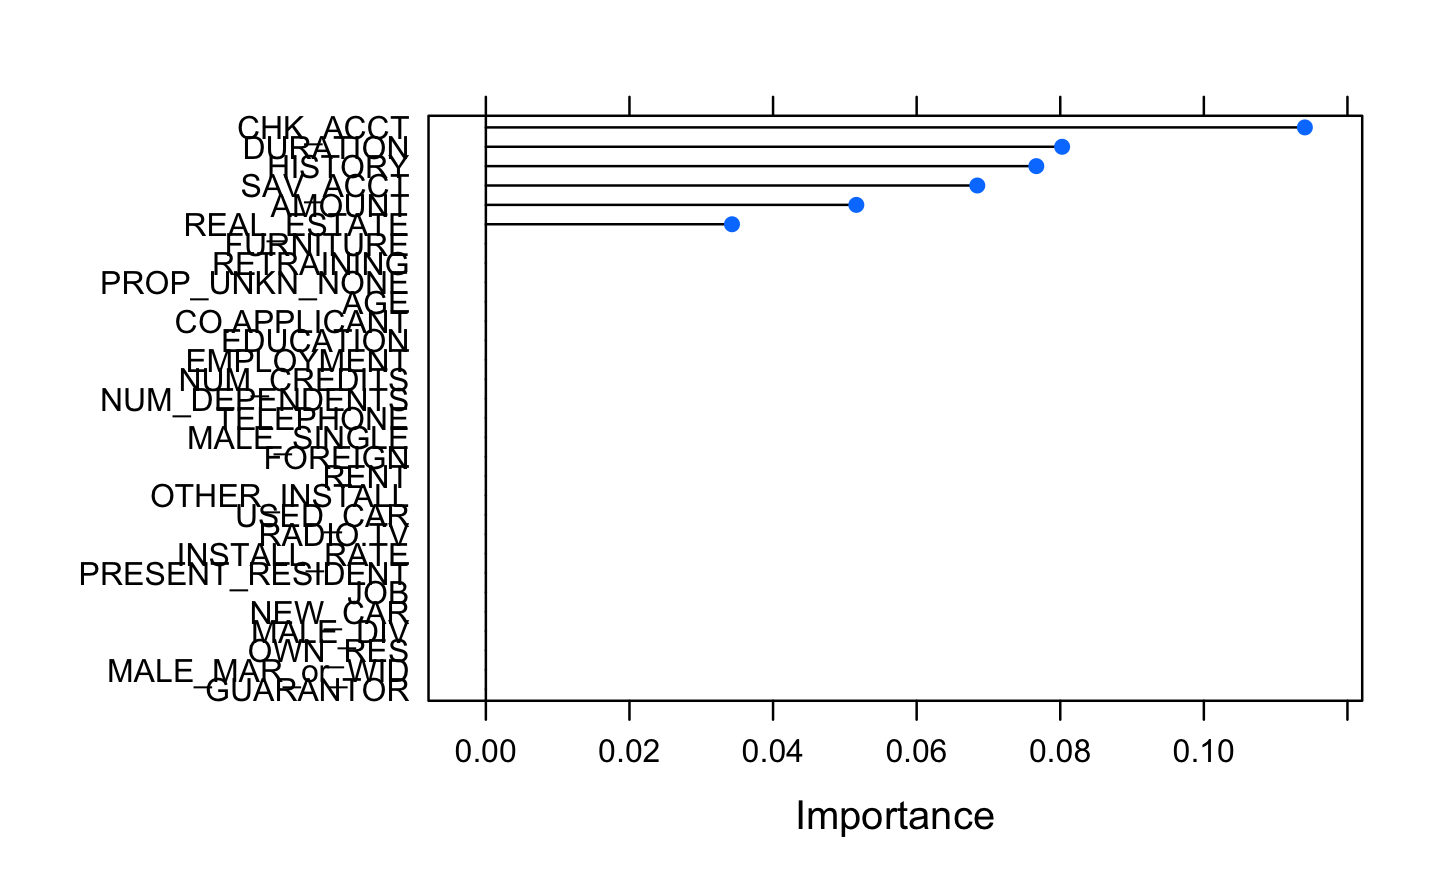 CHK_ACCT
DURATION
HISTORY
SAV_ACCT
AMOUNT
REAL_ESTATE
FURNITURE
RETRAINING
PROP_UNKN_NONE
AGE
CO.APPLICANT
EDUCATION
EMPLOYMENT
NUM_CREDITS
NUM_DEPENDENTS
TELEPHONE
MALE_SINGLE
FOREIGN
RENT
OTHER_INSTALL
USED_CAR
RADIO.TV
INSTALL_RATE
PRESENT_RESIDENT
JOB
NEW_CAR
MALE_DIV
OWN_RES
MALE_MAR_or_WID
GUARANTOR
0.00 0.02 0.04 0.06 0.08 0.10
Importance